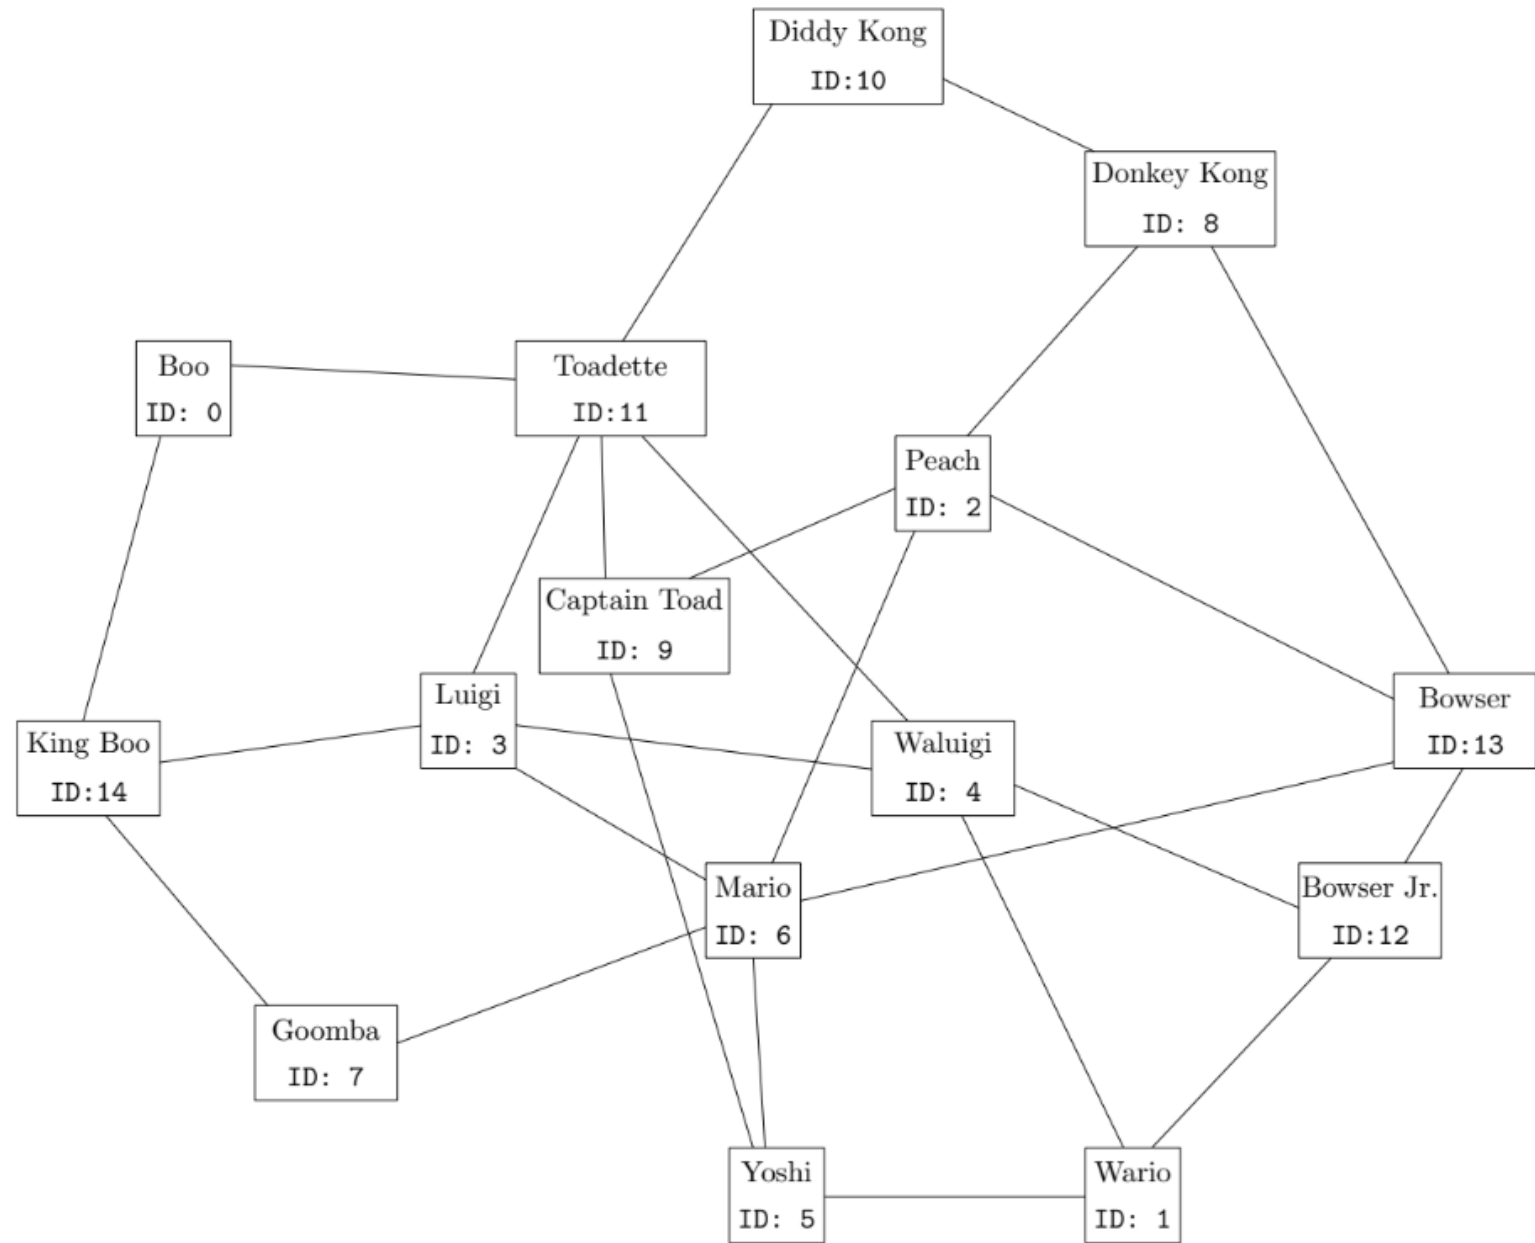 Diddy Kong
ID:10
Donkey Kong
ID: 8
Boo
ID: 0
Toadette
ID:11
Peach
ID: 2
Captain Toad
ID: 9
Luigi
ID: 3
Bowser
ID:13
King Boo
ID:14
Waluigi
ID: 4
Mario
ID: 6
Bowser Jr.
ID:12
Goomba
ID: 7
Yoshi
ID: 5
Wario
ID: 1